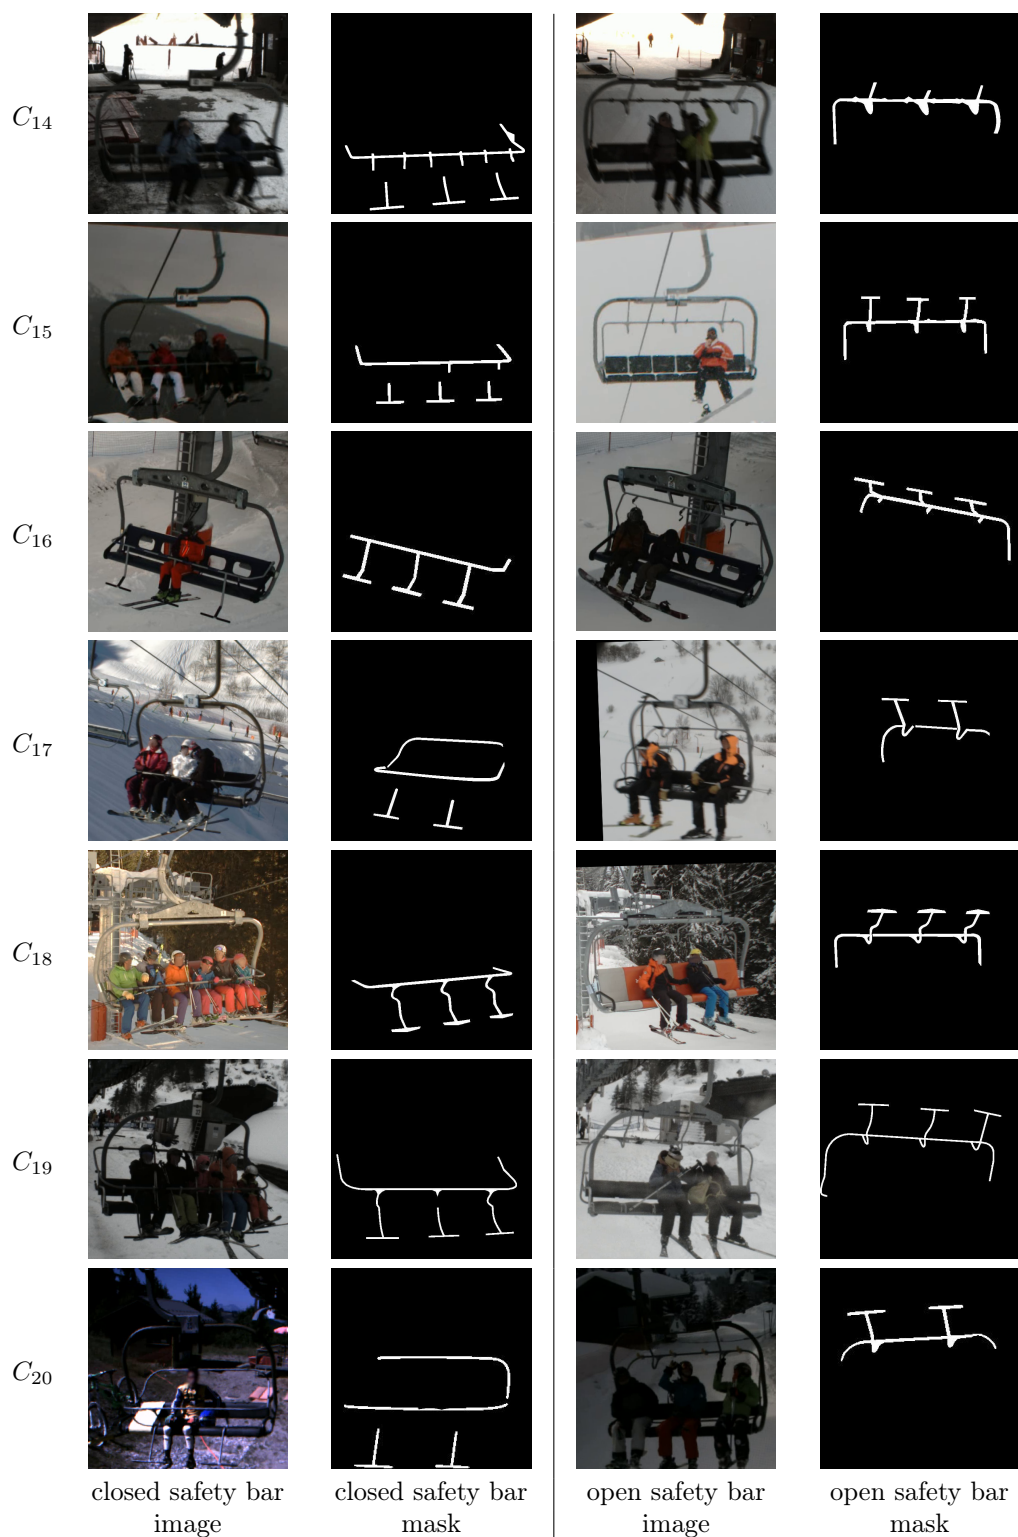 C14
C15
C16
C17
C18
C19
C20
closed safety bar image
closed safety bar mask
open safety bar image
open safety bar mask